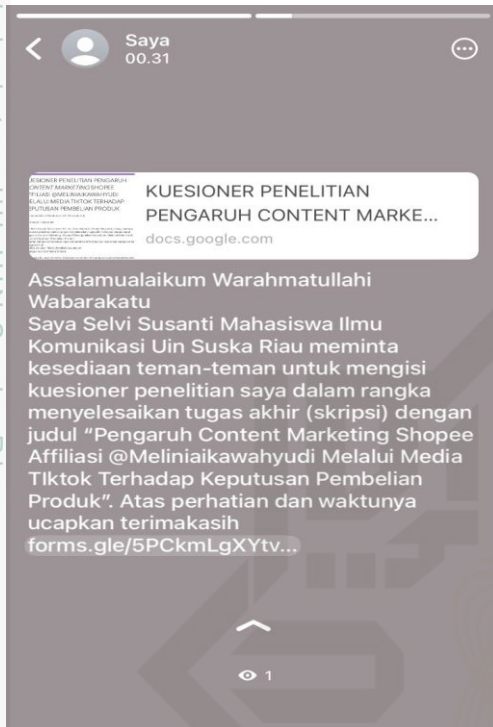 Saya
00.31
KUESIONER PENELITIAN
PENGARUH CONTENT MARKE...
docs.google.com
Assalamualaikum Warahmatullahi
Wabarakatu
Saya Selvi Susanti Mahasiswa Ilmu
Komunikasi Uin Suska Riau meminta
kesediaan teman-teman untuk mengisi
kuesioner penelitian saya dalam rangka
menyelesaikan tugas akhir (skripsi) dengan
judul “Pengaruh Content Marketing Shopee
Affiliasi @Meliniaikawahyudi Melalui Media
TIktok Terhadap Keputusan Pembelian
Produk”. Atas perhatian dan waktunya
ucapkan terimakasih
forms.gle/5PCkmLgXYtv...
1